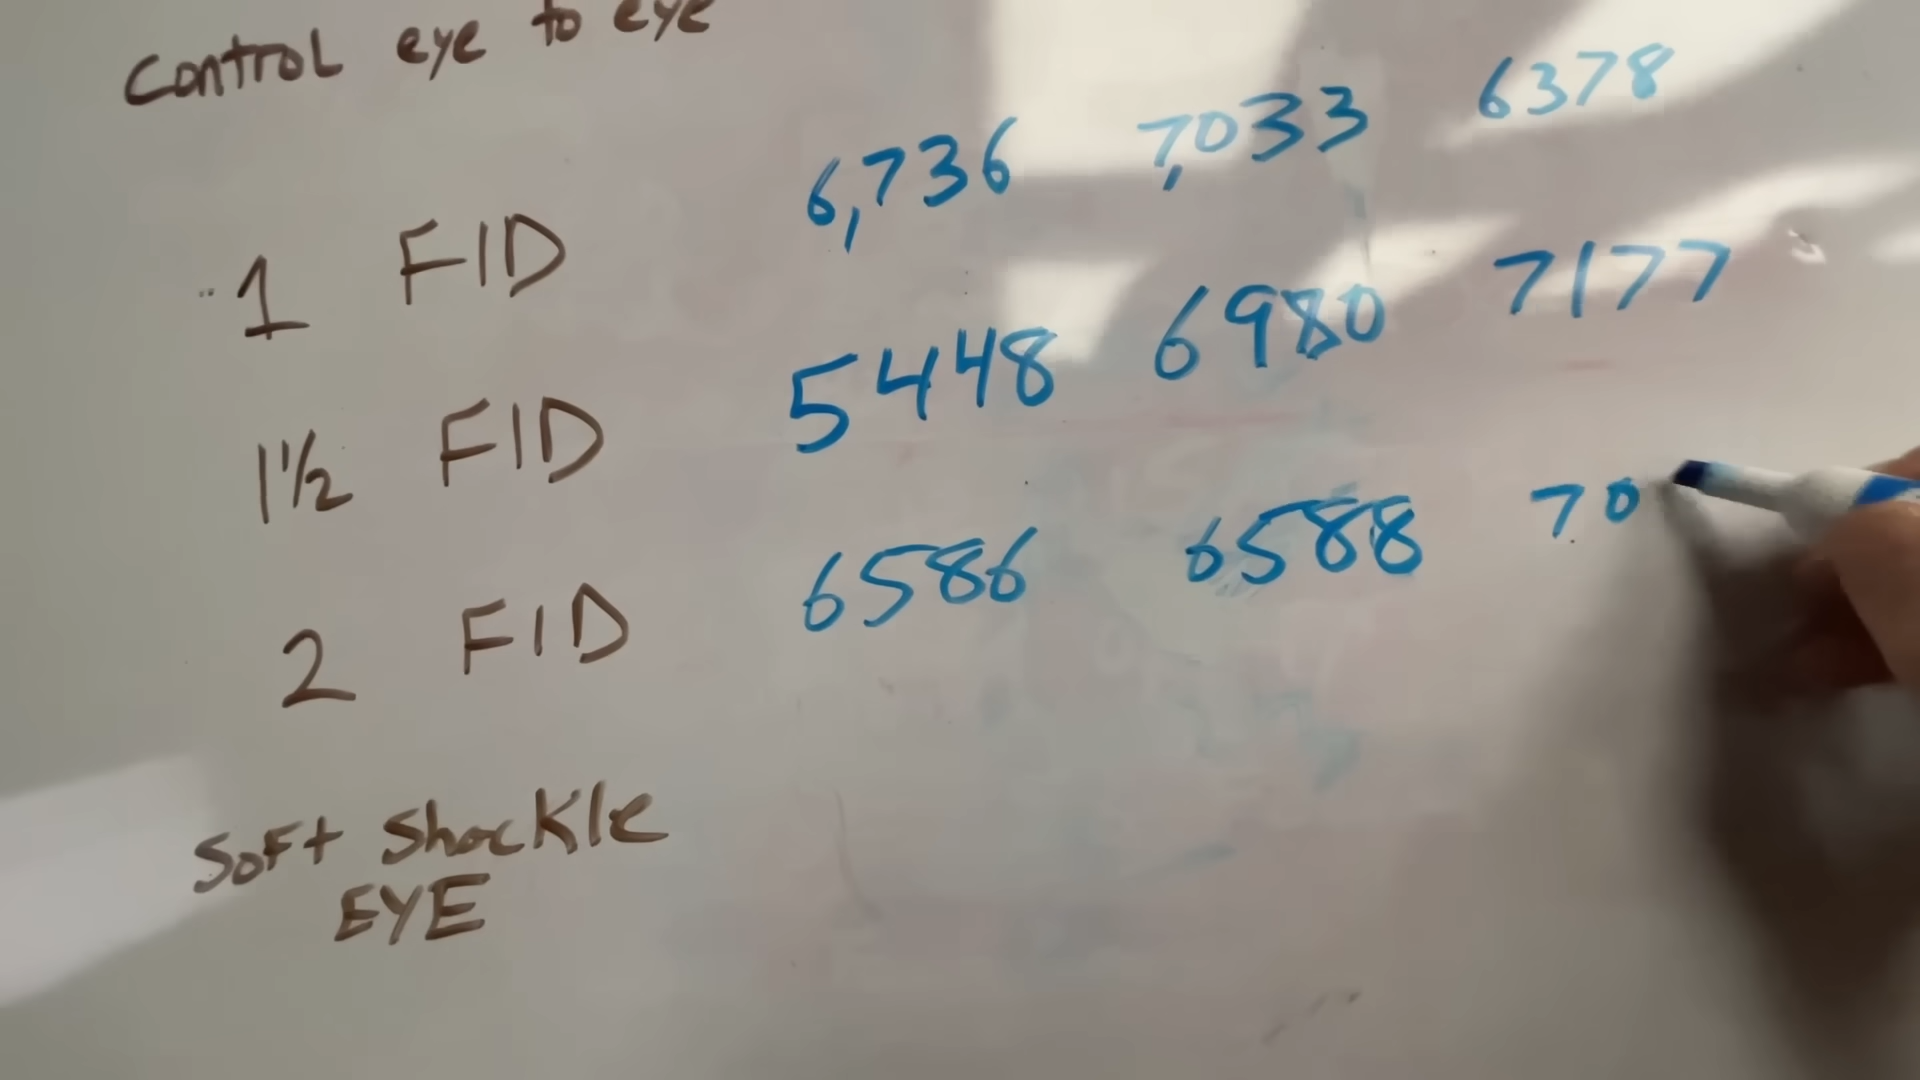 Control eye to eye
1 FID 6,736 7,033 6378
1½ FID 5448 6980 7177
2 FID 6586 6588 70
Soft Shackle
EYE